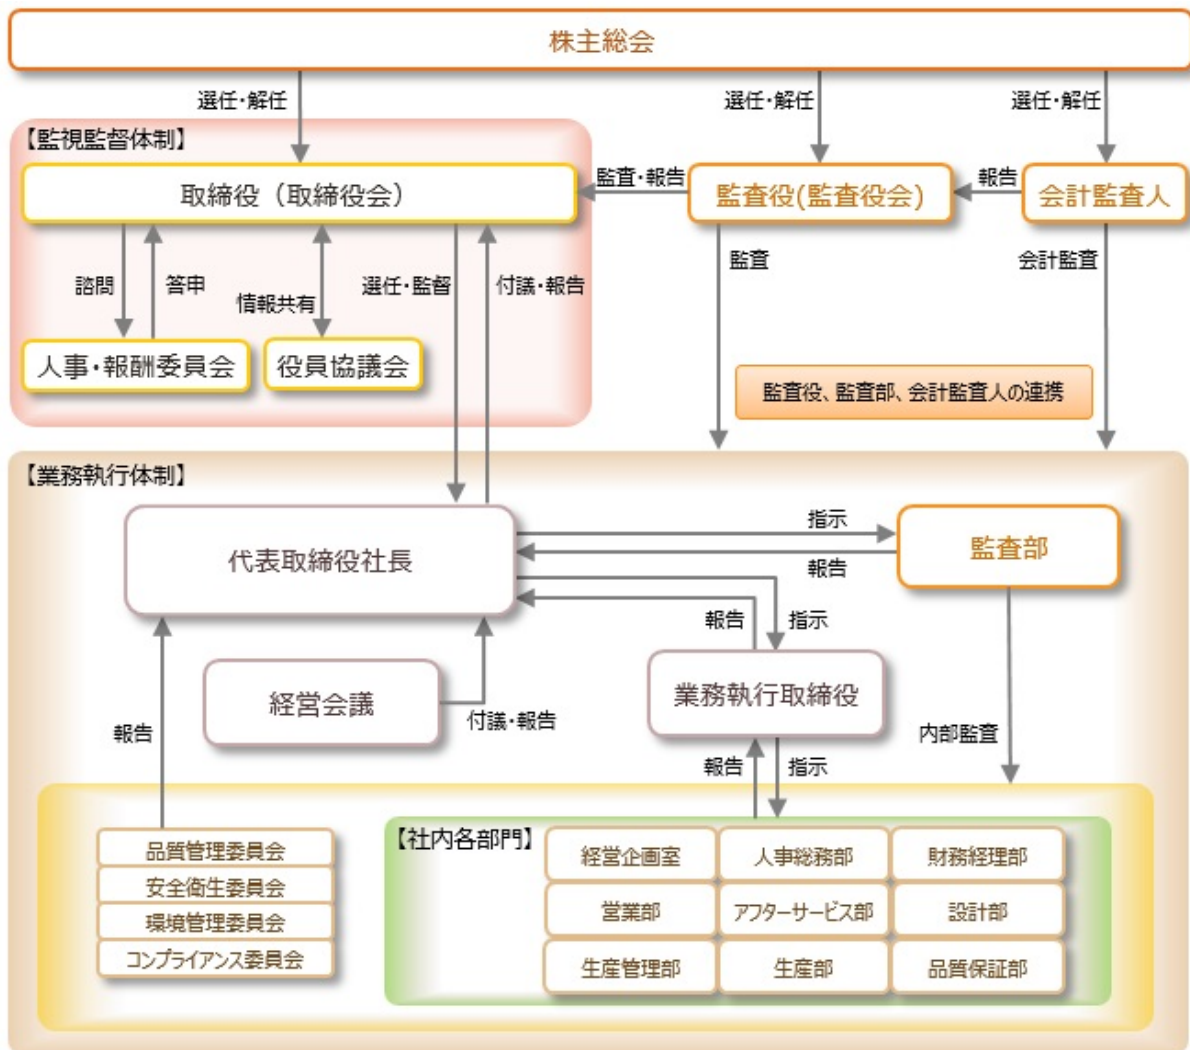 株主総会
選任・解任
選任・解任
選任・解任
【監視監督体制】
取締役（取締役会）
監査・報告
監査役(監査役会)
報告
会計監査人
諮問
答申
情報共有
選任・監督
付議・報告
監査
会計監査
人事・報酬委員会
役員協議会
監査役、監査部、会計監査人の連携
【業務執行体制】
代表取締役社長
指示
報告
監査部
報告
指示
経営会議
付議・報告
業務執行取締役
報告
報告
指示
内部監査
品質管理委員会
安全衛生委員会
環境管理委員会
コンプライアンス委員会
【社内各部門】
経営企画室
人事総務部
財務経理部
営業部
アフターサービス部
設計部
生産管理部
生産部
品質保証部